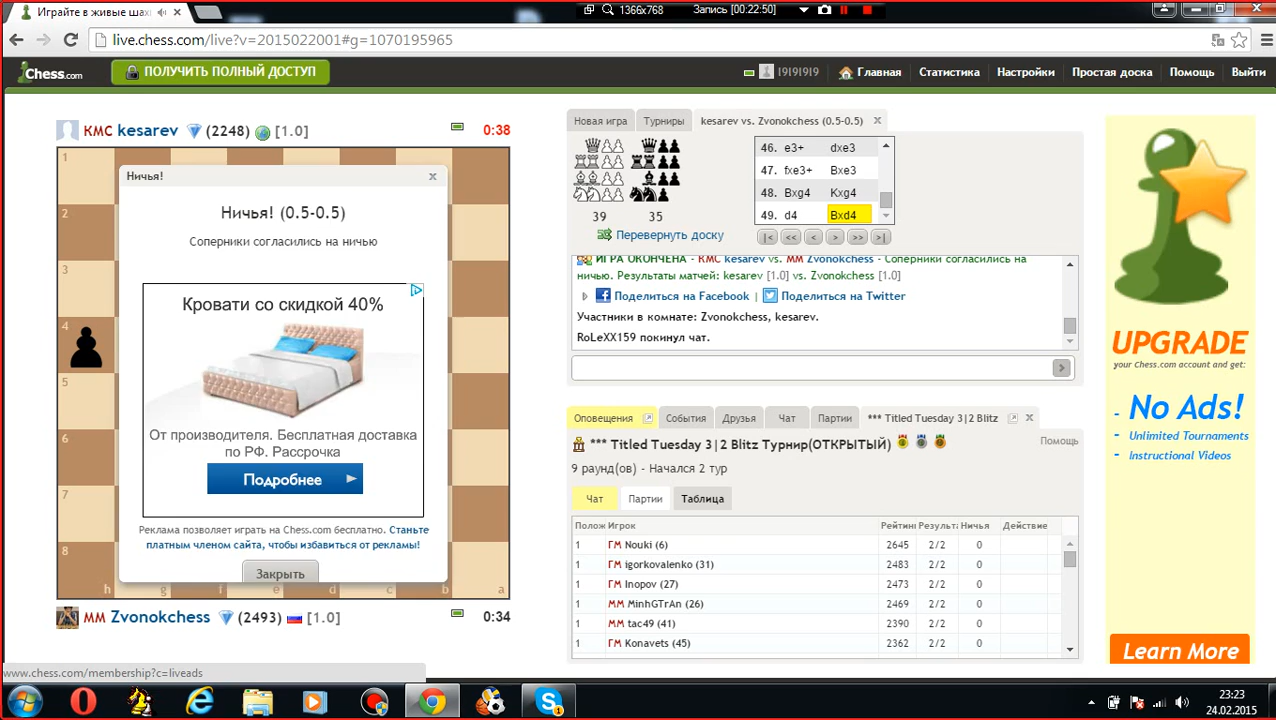 Играйте в живые шах
1366x768
Запись [00:22:50]
live.chess.com/live?v=2015022001#g=1070195965
Chess.com
ПОЛУЧИТЬ ПОЛНЫЙ ДОСТУП
19191919
Главная
Статистика
Настройки
Простая доска
Помощь
Выйти
КМС kesarev (2248) [1.0]
0:38
1
2
3
4
5
6
7
8
h
g
f
e
b
a
Ничья!
Ничья! (0.5-0.5)
Соперники согласились на ничью
Кровати со скидкой 40%
От производителя. Бесплатная доставка
по РФ. Рассрочка
Подробнее
Реклама позволяет играть на Chess.com бесплатно. Станьте
платным членом сайта, чтобы избавиться от рекламы!
Закрыть
ММ Zvonokchess (2493) [1.0]
0:34
Новая игра
Турниры
kesarev vs. Zvonokchess (0.5-0.5)
39
35
Перевернуть доску
46. e3+ dxe3
47. fxe3+ Bxe3
48. Bxg4 Kxg4
49. d4 Bxd4
|<
<<
<
>
>>
>|
ИГРА ОКОНЧЕНА - КМС kesarev vs. ММ Zvonokchess - Соперники согласились на
ничью. Результаты матчей: kesarev [1.0] vs. Zvonokchess [1.0]
Поделиться на Facebook | Поделиться на Twitter
Участники в комнате: Zvonokchess, kesarev.
RoLeXX159 покинул чат.
Оповещения
События
Друзья
Чат
Партии
*** Titled Tuesday 3|2 Blitz
*** Titled Tuesday 3|2 Blitz Турнир(ОТКРЫТЫЙ)
Помощь
9 раунд(ов) - Начался 2 тур
Чат
Партии
Таблица
Полож Игрок Рейтин Результа Ничья Действие
1 ГМ Nouki (6) 2645 2/2 0
1 ГМ igorkovalenko (31) 2483 2/2 0
1 ГМ Inopov (27) 2473 2/2 0
1 ММ MinhGTrAn (26) 2469 2/2 0
1 ММ tac49 (41) 2390 2/2 0
1 ГМ Konavets (45) 2362 2/2 0
UPGRADE
your Chess.com account and get:
- No Ads!
- Unlimited Tournaments
- Instructional Videos
Learn More
www.chess.com/membership?c=liveads
23:23
24.02.2015